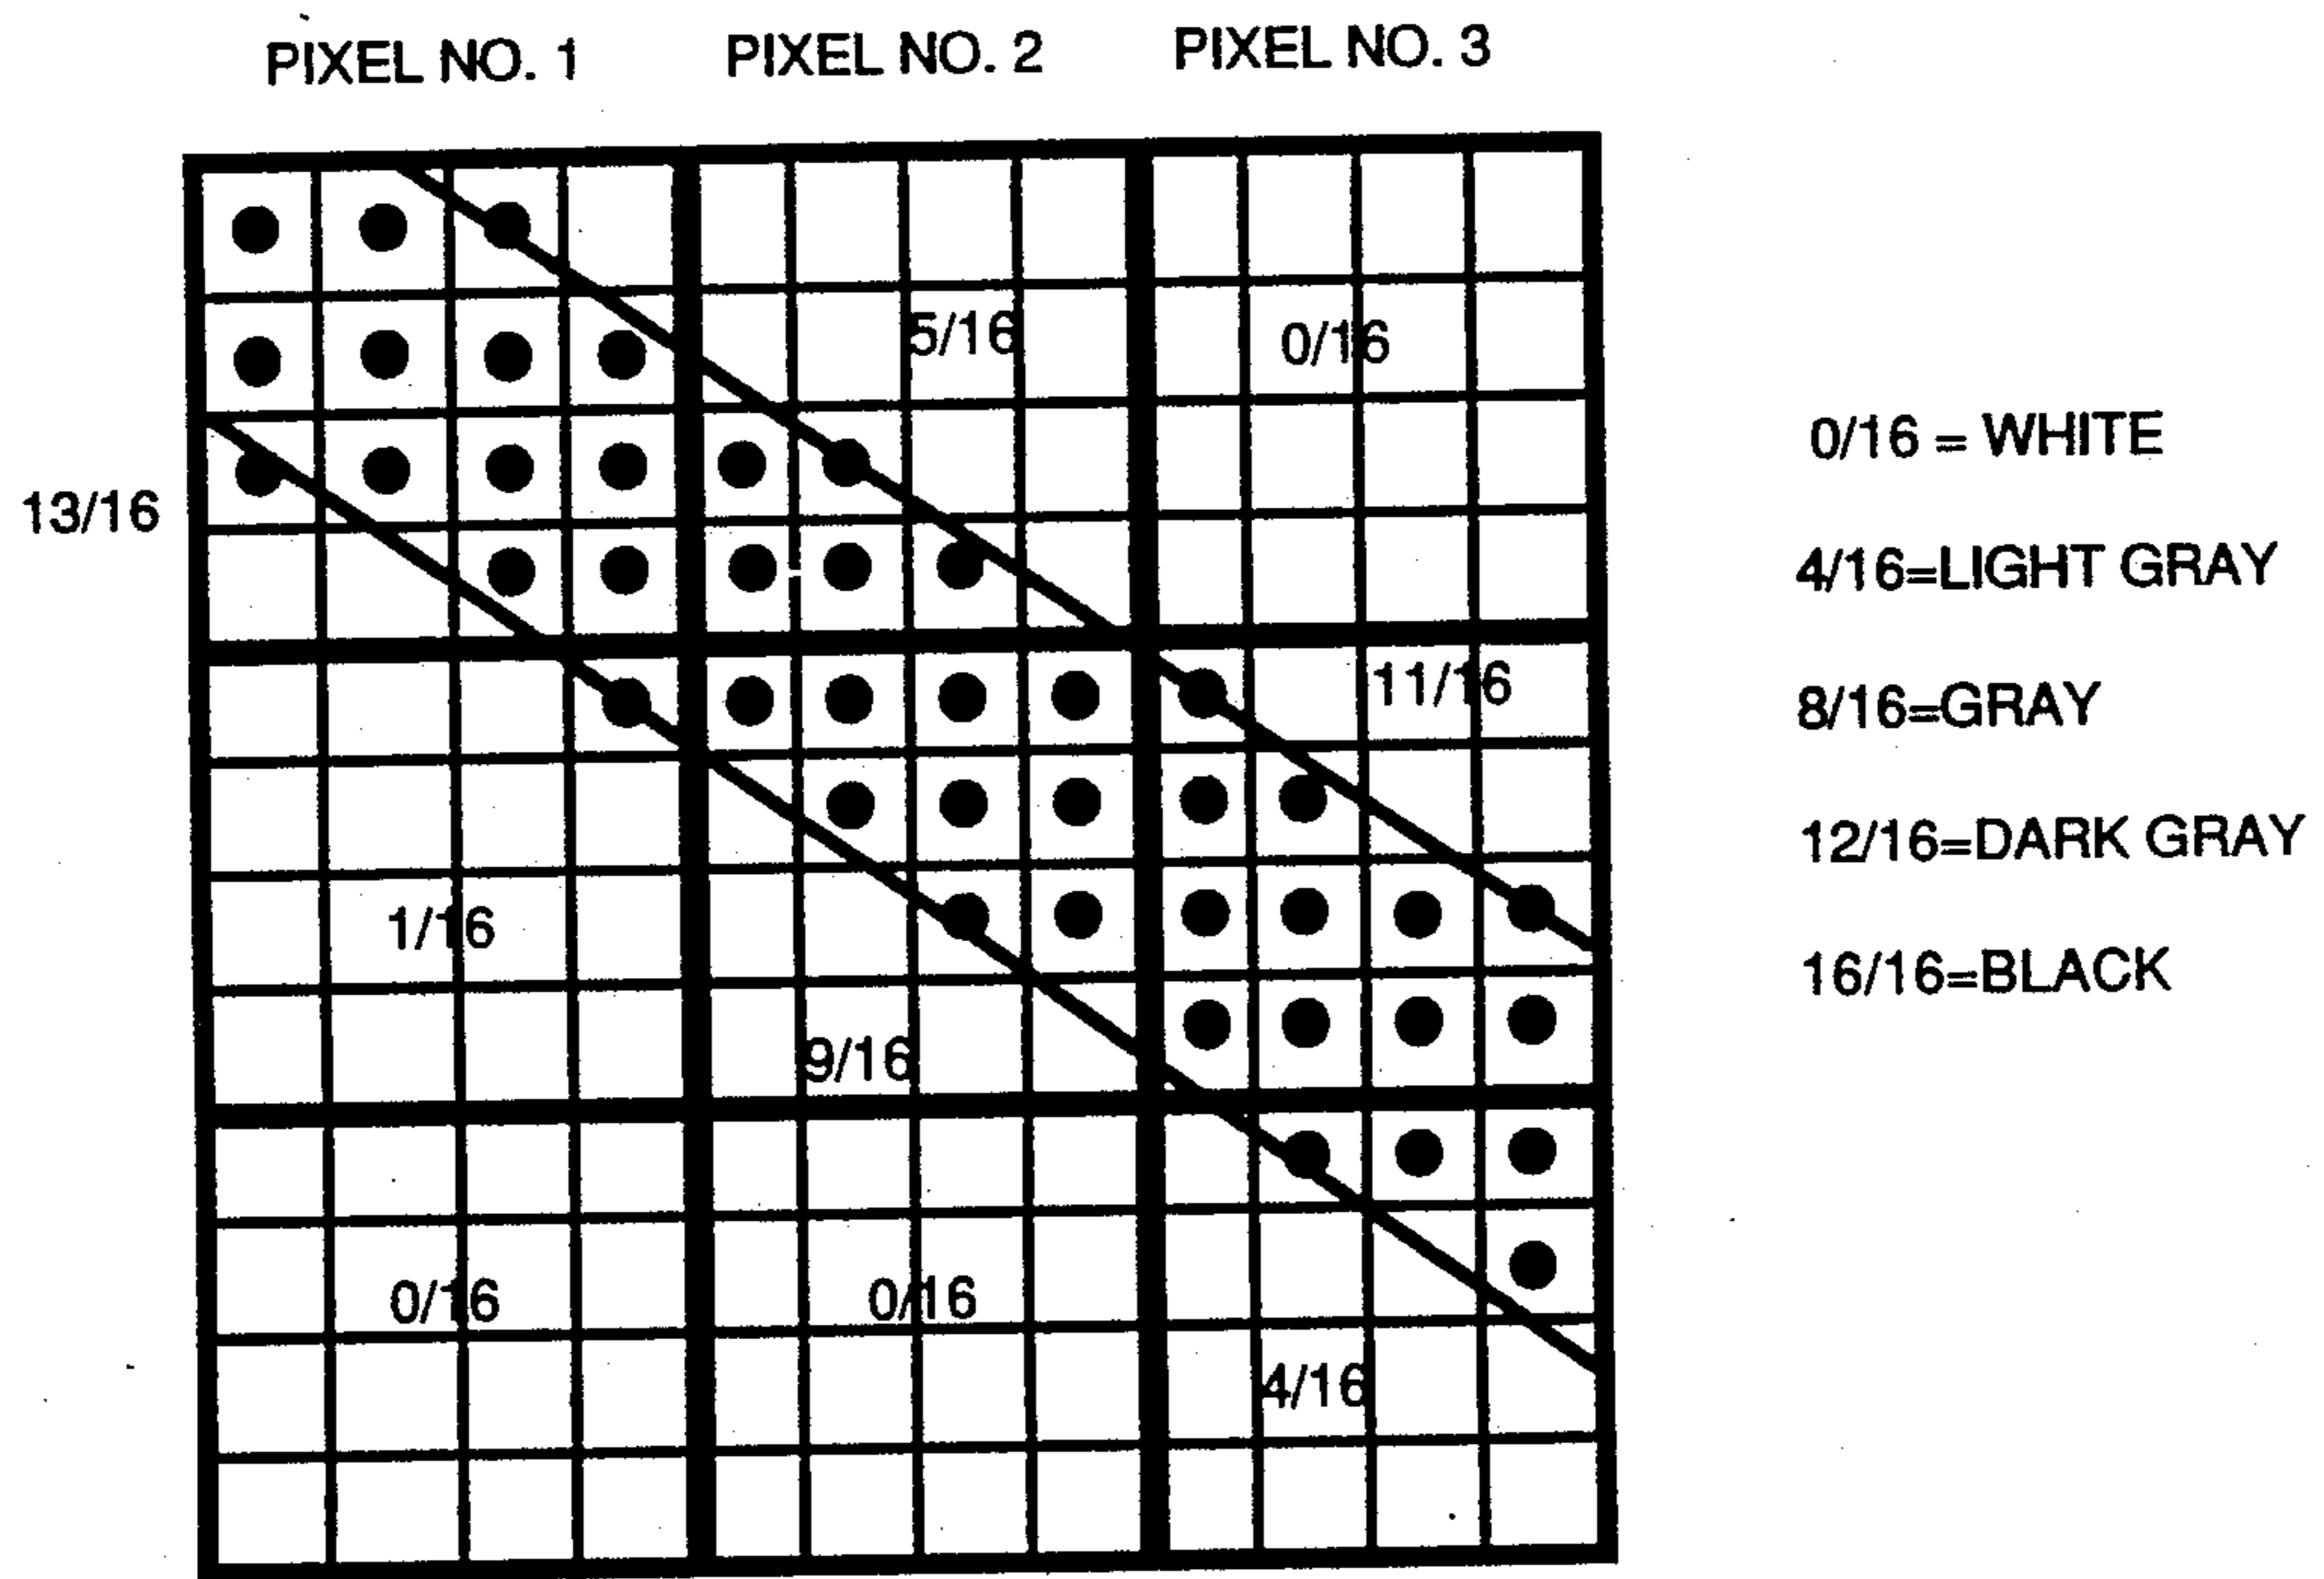 PIXEL NO. 1 PIXEL NO. 2 PIXEL NO. 3
5/16 0/16
13/16
11/16
1/16
9/16
0/16 0/16
4/16
0/16 = WHITE
4/16=LIGHT GRAY
8/16=GRAY
12/16=DARK GRAY
16/16=BLACK